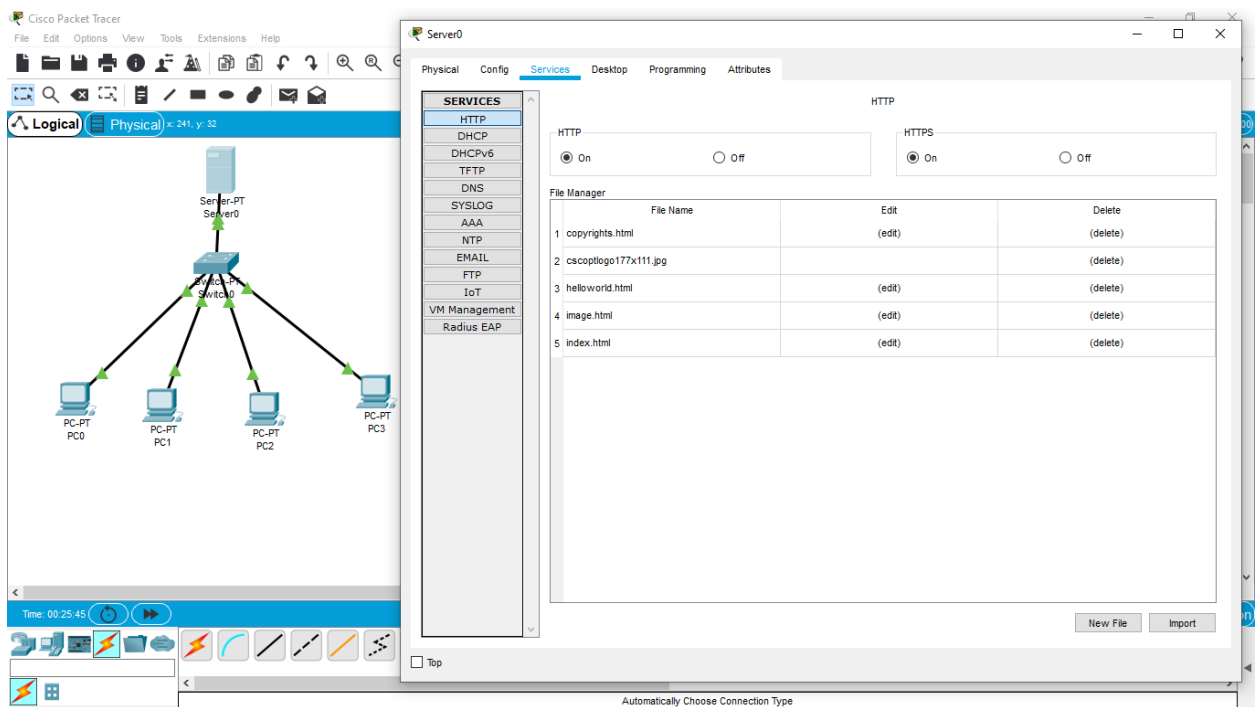 Cisco Packet Tracer
File Edit Options View Tools Extensions Help
Logical Physical x: 241, y: 32
Server-PT
Server0
Switch-PT
Switch0
PC-PT
PC0
PC-PT
PC1
PC-PT
PC2
PC-PT
PC3
Time: 00:25:45
Automatically Choose Connection Type
Server0
Physical Config Services Desktop Programming Attributes
SERVICES
HTTP
DHCP
DHCPv6
TFTP
DNS
SYSLOG
AAA
NTP
EMAIL
FTP
IoT
VM Management
Radius EAP
HTTP
HTTP
On Off
HTTPS
On Off
File Manager
File Name Edit Delete
1 copyrights.html (edit) (delete)
2 cscoptlogo177x111.jpg (delete)
3 helloworld.html (edit) (delete)
4 image.html (edit) (delete)
5 index.html (edit) (delete)
New File Import
Top